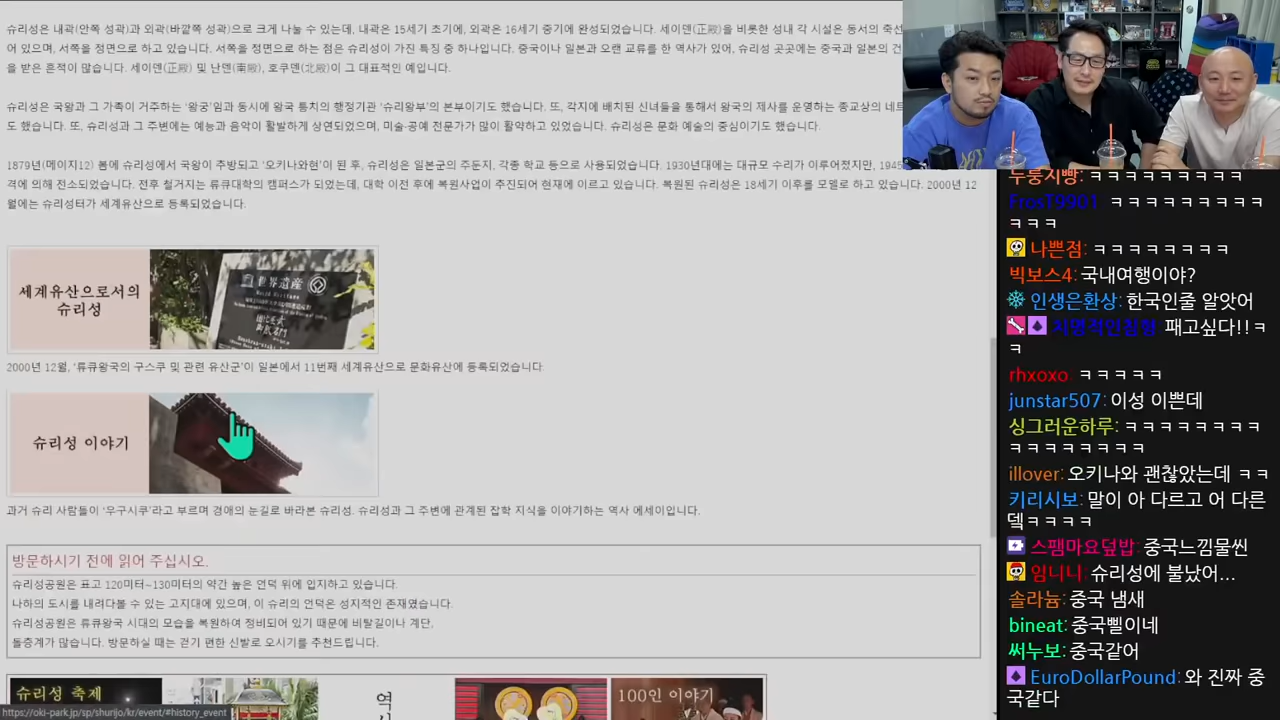 슈리성은 내곽(안쪽 성곽)과 외곽(바깥쪽 성곽)으로 크게 나눌 수 있는데, 내곽은 15세기 초기에, 외곽은 16세기 중기에 완성되었습니다. 세이덴(正殿)을 비롯한 성내 각 시설은 동서의 축선
어 있으며, 서쪽을 정면으로 하고 있습니다. 서쪽을 정면으로 하는 점은 슈리성이 가진 특징 중 하나입니다. 중국이나 일본과 오랜 교류를 한 역사가 있어, 슈리성 곳곳에는 중국과 일본의 건
을 받은 흔적이 많습니다. 세이덴(正殿) 및 난덴(南殿), 호쿠덴(北殿)이 그 대표적인 예입니다.
슈리성은 국왕과 그 가족이 거주하는 '왕궁'임과 동시에 왕국 통치의 행정기관 '슈리왕부'의 본부이기도 했습니다. 또, 각지에 배치된 신녀들을 통해서 왕국의 제사를 운영하는 종교상의 네트
도 했습니다. 또, 슈리성과 그 주변에는 예능과 음악이 활발하게 상연되었으며, 미술·공예 전문가가 많이 활약하고 있었습니다. 슈리성은 문화 예술의 중심이기도 했습니다.
1879년(메이지12) 봄에 슈리성에서 국왕이 추방되고 '오키나와현'이 된 후, 슈리성은 일본군의 주둔지, 각종 학교 등으로 사용되었습니다. 1930년대에는 대규모 수리가 이루어졌지만, 1945
격에 의해 전소되었습니다. 전후 철거지는 류큐대학의 캠퍼스가 되었는데, 대학 이전 후에 복원사업이 추진되어 현재에 이르고 있습니다. 복원된 슈리성은 18세기 이후를 모델로 하고 있습니다. 2000년 12
월에는 슈리성터가 세계유산으로 등록되었습니다.
세계유산으로서의
슈리성
世界遺産
2000년 12월, '류큐왕국의 구스쿠 및 관련 유산군'이 일본에서 11번째 세계유산으로 문화유산에 등록되었습니다.
슈리성 이야기
과거 슈리 사람들이 '우구시쿠'라고 부르며 경애의 눈길로 바라본 슈리성. 슈리성과 그 주변에 관계된 잡학 지식을 이야기하는 역사 에세이입니다.
방문하시기 전에 읽어 주십시오.
슈리성공원은 표고 120미터~130미터의 약간 높은 언덕 위에 입지하고 있습니다.
나하의 도시를 내려다볼 수 있는 고지대에 있으며, 이 슈리의 언덕은 성지적인 존재였습니다.
슈리성공원은 류큐왕국 시대의 모습을 복원하여 정비되어 있기 때문에 비탈길이나 계단,
돌층계가 많습니다. 방문하실 때는 걷기 편한 신발로 오시기를 추천드립니다.
슈리성 축제
역
100인 이야기
https://oki-park.jp/sp/shurijo/kr/event/#history_event
누룽지빵: ㅋㅋㅋㅋㅋㅋㅋㅋㅋ
FrosT9901 ㅋㅋㅋㅋㅋㅋㅋㅋㅋ
ㅋㅋㅋ
나쁜점: ㅋㅋㅋㅋㅋㅋㅋㅋ
빅보스4: 국내여행이야?
인생은환상: 한국인줄 알앗어
치명적인침형 패고싶다!!ㅋ
ㅋ
rhxoxo ㅋㅋㅋㅋㅋ
junstar507: 이성 이쁜데
싱그러운하루: ㅋㅋㅋㅋㅋㅋㅋㅋ
ㅋㅋㅋㅋㅋㅋㅋㅋ
illover: 오키나와 괜찮았는데 ㅋㅋ
키리시보: 말이 아 다르고 어 다른
뎈ㅋㅋㅋㅋ
스팸마요덮밥: 중국느낌물씬
임니니: 슈리성에 불났어...
솔라늄: 중국 냄새
bineat: 중국삘이네
써누보: 중국같어
EuroDollarPound: 와 진짜 중
국같다